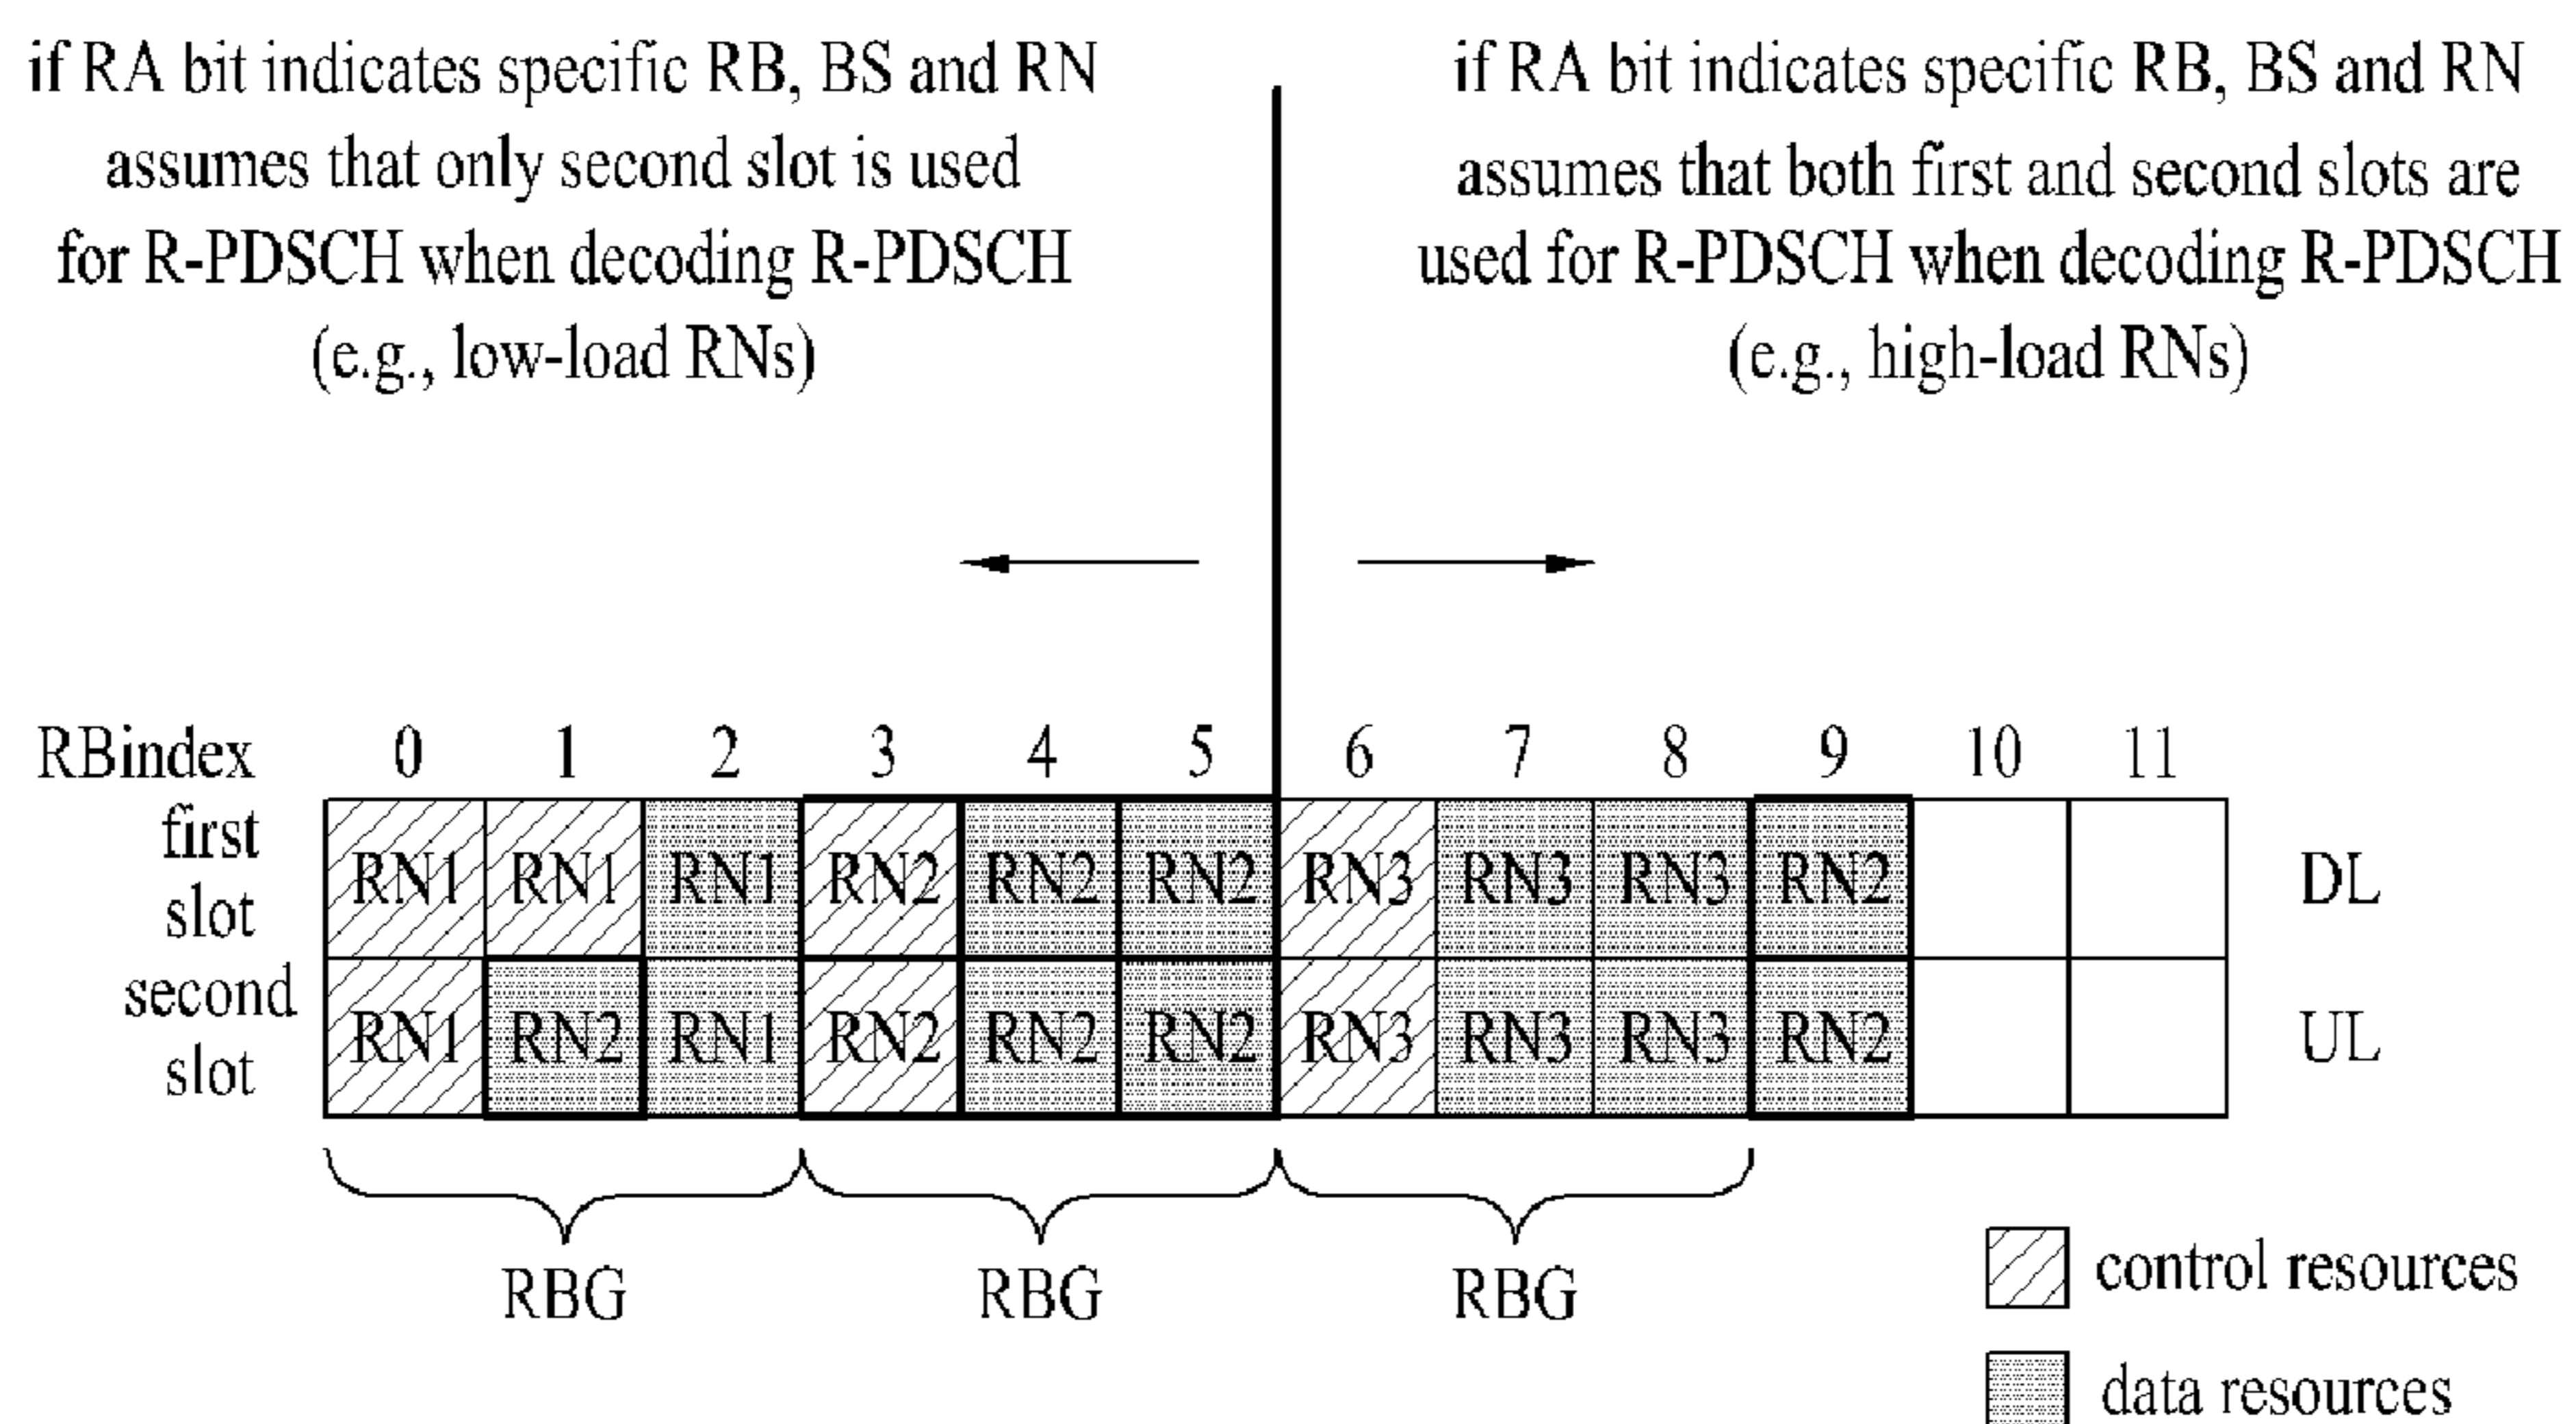 if RA bit indicates specific RB, BS and RN
assumes that only second slot is used
for R-PDSCH when decoding R-PDSCH
(e.g., low-load RNs)
if RA bit indicates specific RB, BS and RN
assumes that both first and second slots are
used for R-PDSCH when decoding R-PDSCH
(e.g., high-load RNs)
RBindex 0 1 2 3 4 5 6 7 8 9 10 11
first slot RN1 RN1 RN1 RN2 RN2 RN2 RN3 RN3 RN3 RN2 DL
second slot RN1 RN2 RN1 RN2 RN2 RN2 RN3 RN3 RN3 RN2 UL
RBG RBG RBG
control resources
data resources